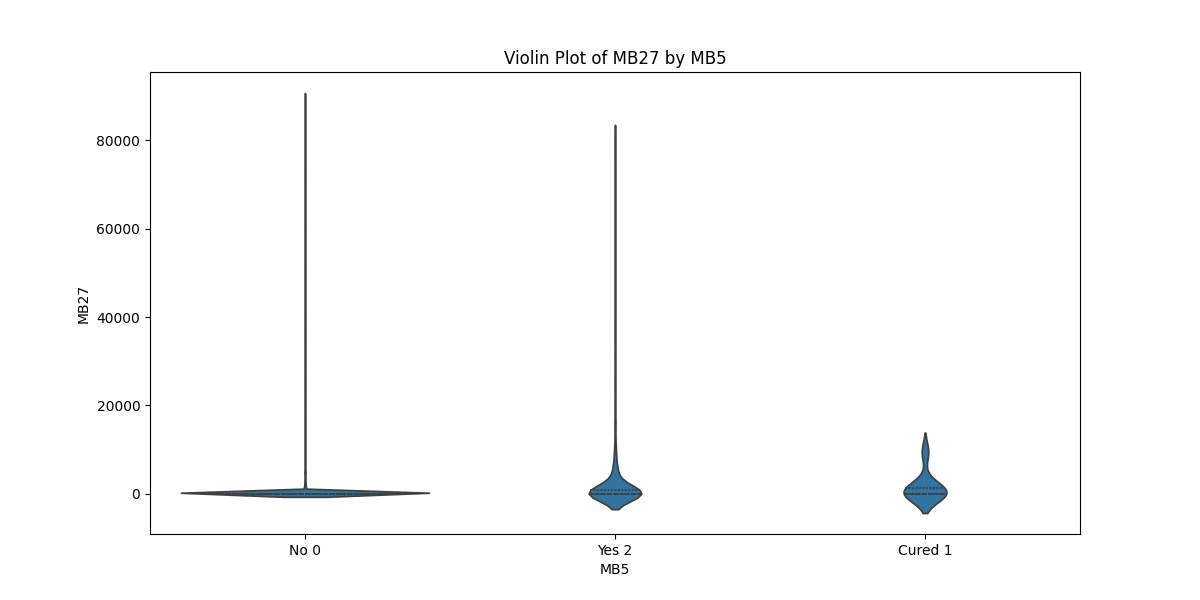 Violin Plot of MB27 by MB5
MB27
80000
60000
40000
20000
0
No 0
Yes 2
Cured 1
MB5